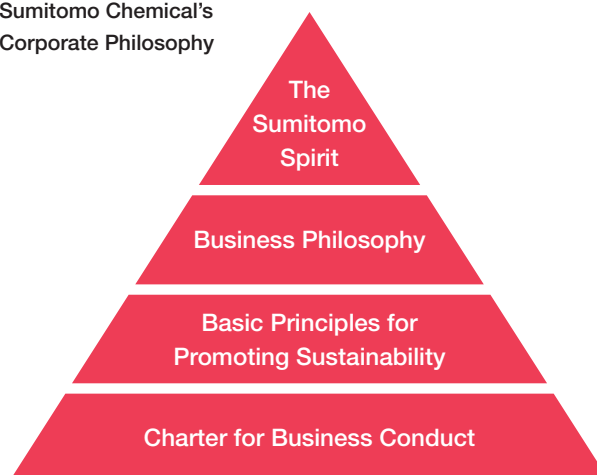 Sumitomo Chemical’s
Corporate Philosophy
The
Sumitomo
Spirit
Business Philosophy
Basic Principles for
Promoting Sustainability
Charter for Business Conduct